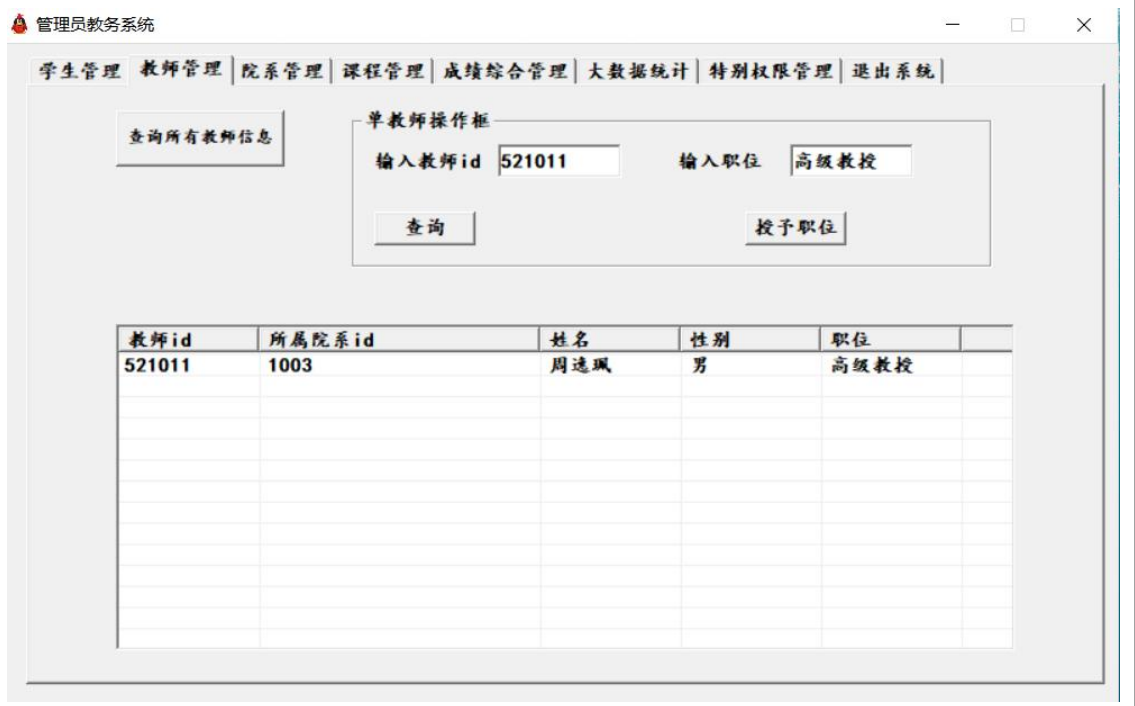 管理员教务系统
学生管理 教师管理 院系管理 课程管理 成绩综合管理 大数据统计 特别权限管理 退出系统
查询所有教师信息
单教师操作框
输入教师id 521011 输入职位 高级教授
查询 授予职位
教师id 所属院系id 姓名 性别 职位
521011 1003 周逸珮 男 高级教授